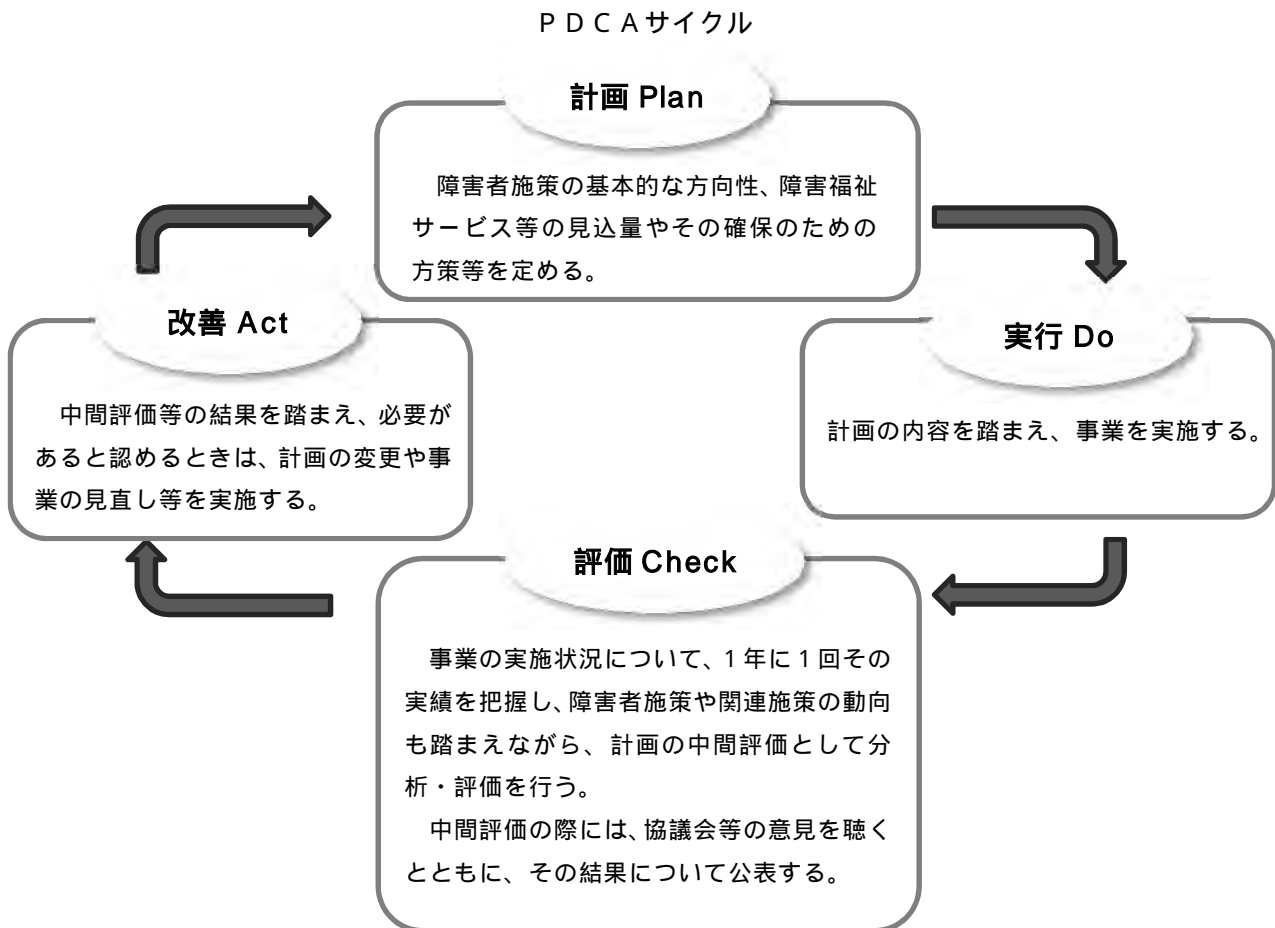 ＰＤＣＡサイクル
計画 Plan
障害者施策の基本的な方向性、障害福祉
サービス等の見込量やその確保のための
方策等を定める。
改善 Act
中間評価等の結果を踏まえ、必要が
あると認めるときは、計画の変更や事
業の見直し等を実施する。
実行 Do
計画の内容を踏まえ、事業を実施する。
評価 Check
事業の実施状況について、１年に１回その
実績を把握し、障害者施策や関連施策の動向
も踏まえながら、計画の中間評価として分
析・評価を行う。
中間評価の際には、協議会等の意見を聴く
とともに、その結果について公表する。